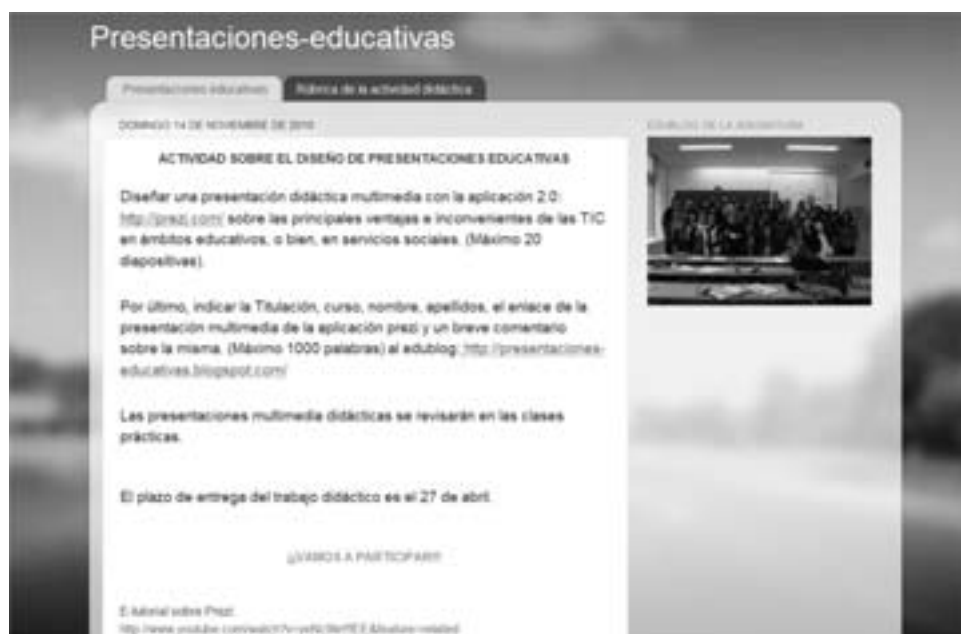 Presentaciones-educativas
Presentaciones educativas
Rúbrica de la actividad didáctica
DOMINGO 14 DE NOVIEMBRE DE 2010
EDUBLOG DE LA ASIGNATURA
ACTIVIDAD SOBRE EL DISEÑO DE PRESENTACIONES EDUCATIVAS
Diseñar una presentación didáctica multimedia con la aplicación 2.0:
http://prezi.com/ sobre las principales ventajas e inconvenientes de las TIC
en ámbitos educativos, o bien, en servicios sociales. (Máximo 20
diapositivas).
Por último, indicar la Titulación, curso, nombre, apellidos, el enlace de la
presentación multimedia de la aplicación prezi y un breve comentario
sobre la misma. (Máximo 1000 palabras) al edublog: http://presentaciones-
educativas.blogspot.com/
Las presentaciones multimedia didácticas se revisarán en las clases
prácticas.
El plazo de entrega del trabajo didáctico es el 27 de abril.
¡¡VAMOS A PARTICIPAR!!
E-tutorial sobre Prezi: